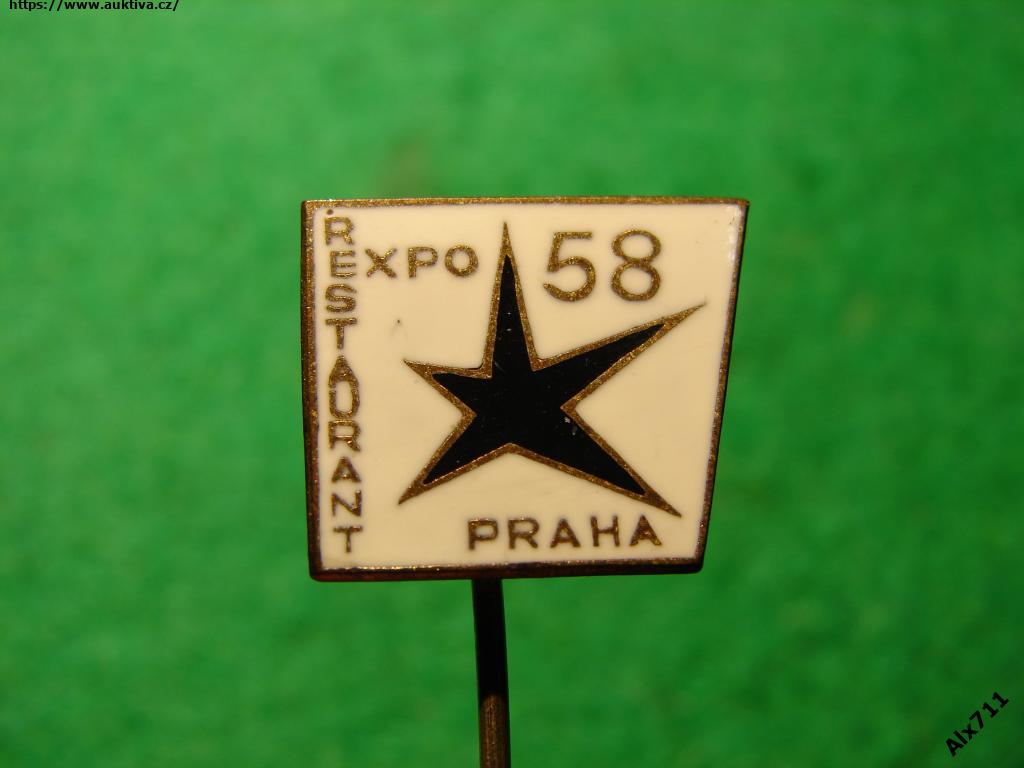 https://www.auktiva.cz/
RESTAURANT
EXPO 58
PRAHA
Alx711